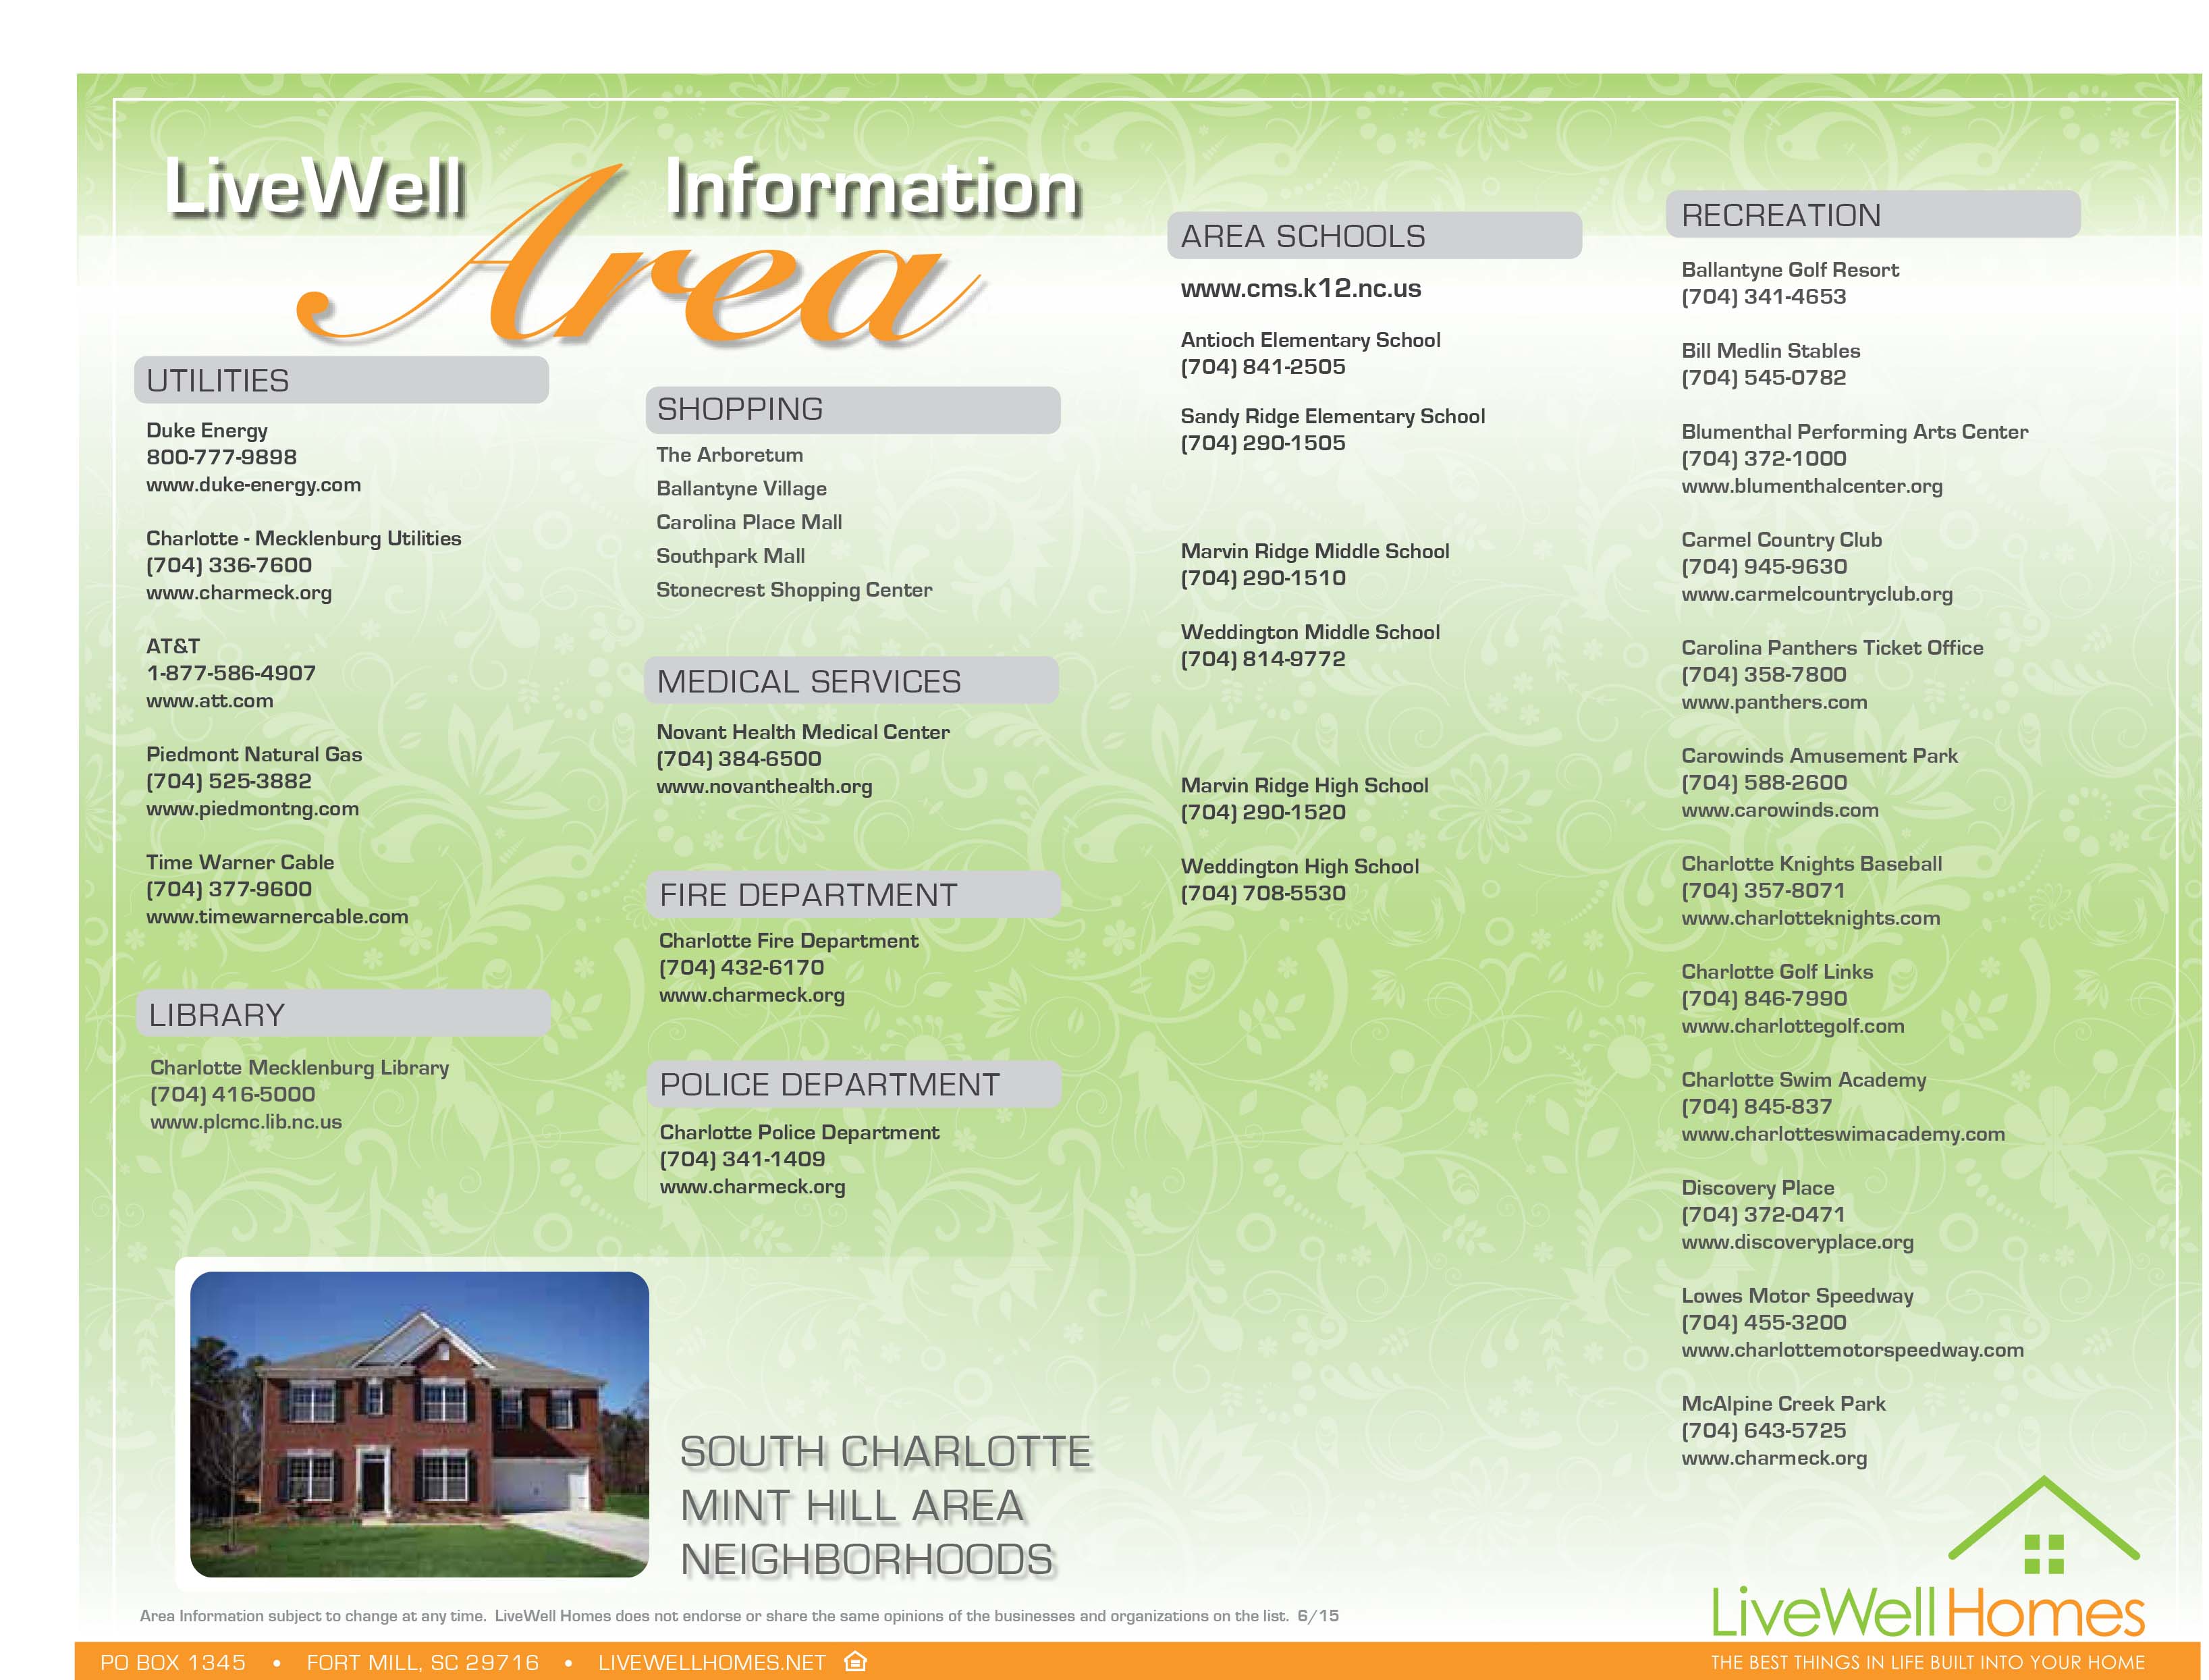 LiveWell Area Information
UTILITIES
Duke Energy
800-777-9898
www.duke-energy.com
Charlotte - Mecklenburg Utilities
(704) 336-7600
www.charmeck.org
AT&T
1-877-586-4907
www.att.com
Piedmont Natural Gas
(704) 525-3882
www.piedmontng.com
Time Warner Cable
(704) 377-9600
www.timewarnercable.com
LIBRARY
Charlotte Mecklenburg Library
(704) 416-5000
www.plcmc.lib.nc.us
SHOPPING
The Arboretum
Ballantyne Village
Carolina Place Mall
Southpark Mall
Stonecrest Shopping Center
MEDICAL SERVICES
Novant Health Medical Center
(704) 384-6500
www.novanthealth.org
FIRE DEPARTMENT
Charlotte Fire Department
(704) 432-6170
www.charmeck.org
POLICE DEPARTMENT
Charlotte Police Department
(704) 341-1409
www.charmeck.org
AREA SCHOOLS
www.cms.k12.nc.us
Antioch Elementary School
(704) 841-2505
Sandy Ridge Elementary School
(704) 290-1505
Marvin Ridge Middle School
(704) 290-1510
Weddington Middle School
(704) 814-9772
Marvin Ridge High School
(704) 290-1520
Weddington High School
(704) 708-5530
RECREATION
Ballantyne Golf Resort
(704) 341-4653
Bill Medlin Stables
(704) 545-0782
Blumenthal Performing Arts Center
(704) 372-1000
www.blumenthalcenter.org
Carmel Country Club
(704) 945-9630
www.carmelcountryclub.org
Carolina Panthers Ticket Office
(704) 358-7800
www.panthers.com
Carowinds Amusement Park
(704) 588-2600
www.carowinds.com
Charlotte Knights Baseball
(704) 357-8071
www.charlotteknights.com
Charlotte Golf Links
(704) 846-7990
www.charlottegolf.com
Charlotte Swim Academy
(704) 845-837
www.charlotteswimacademy.com
Discovery Place
(704) 372-0471
www.discoveryplace.org
Lowes Motor Speedway
(704) 455-3200
www.charlottemotorspeedway.com
McAlpine Creek Park
(704) 643-5725
www.charmeck.org
SOUTH CHARLOTTE
MINT HILL AREA
NEIGHBORHOODS
Area Information subject to change at any time. LiveWell Homes does not endorse or share the same opinions of the businesses and organizations on the list. 6/15
LiveWell Homes
PO BOX 1345 • FORT MILL, SC 29716 • LIVEWELLHOMES.NET
THE BEST THINGS IN LIFE BUILT INTO YOUR HOME